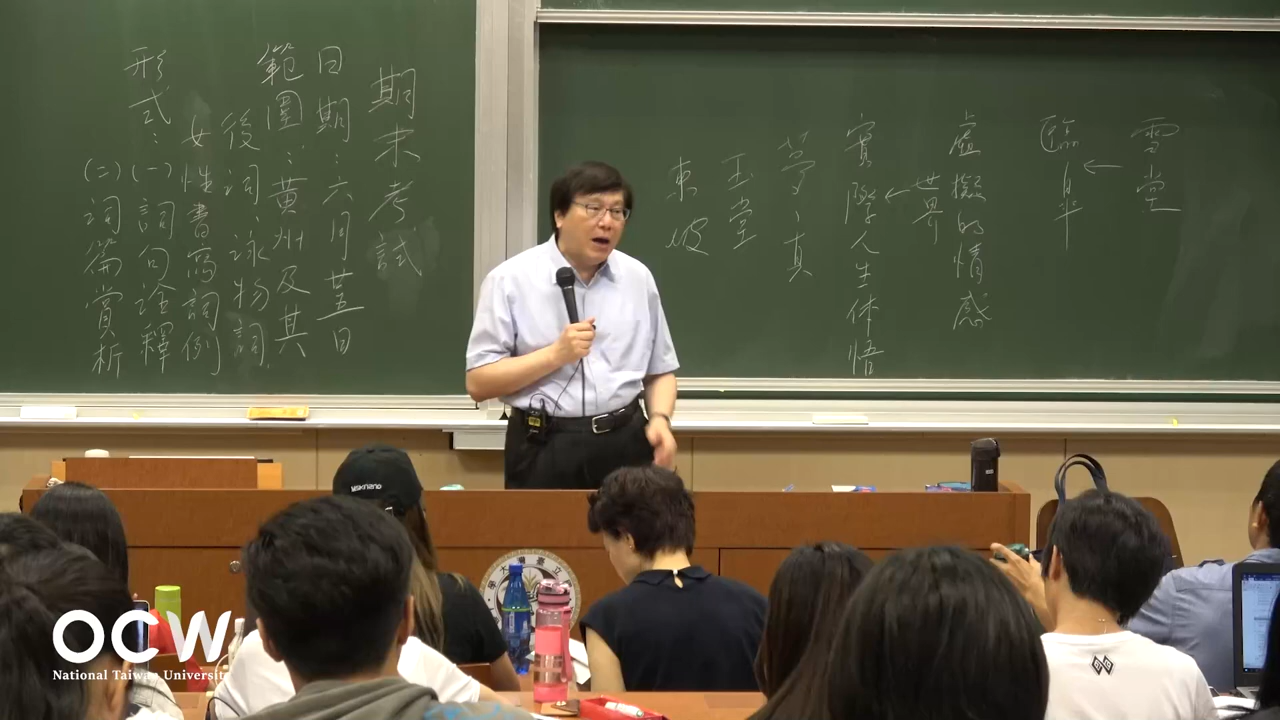 期末考試
日期：六月廿五日
範圍：黃州及其
後詞、詠物詞、
女性書寫詞例
形式：(一)詞句詮釋
(二)詞篇賞析
雪堂
臨皋
虛擬的情感
世界
實際人生体悟
夢、真
玉堂
東坡
OCW
National Taiwan University